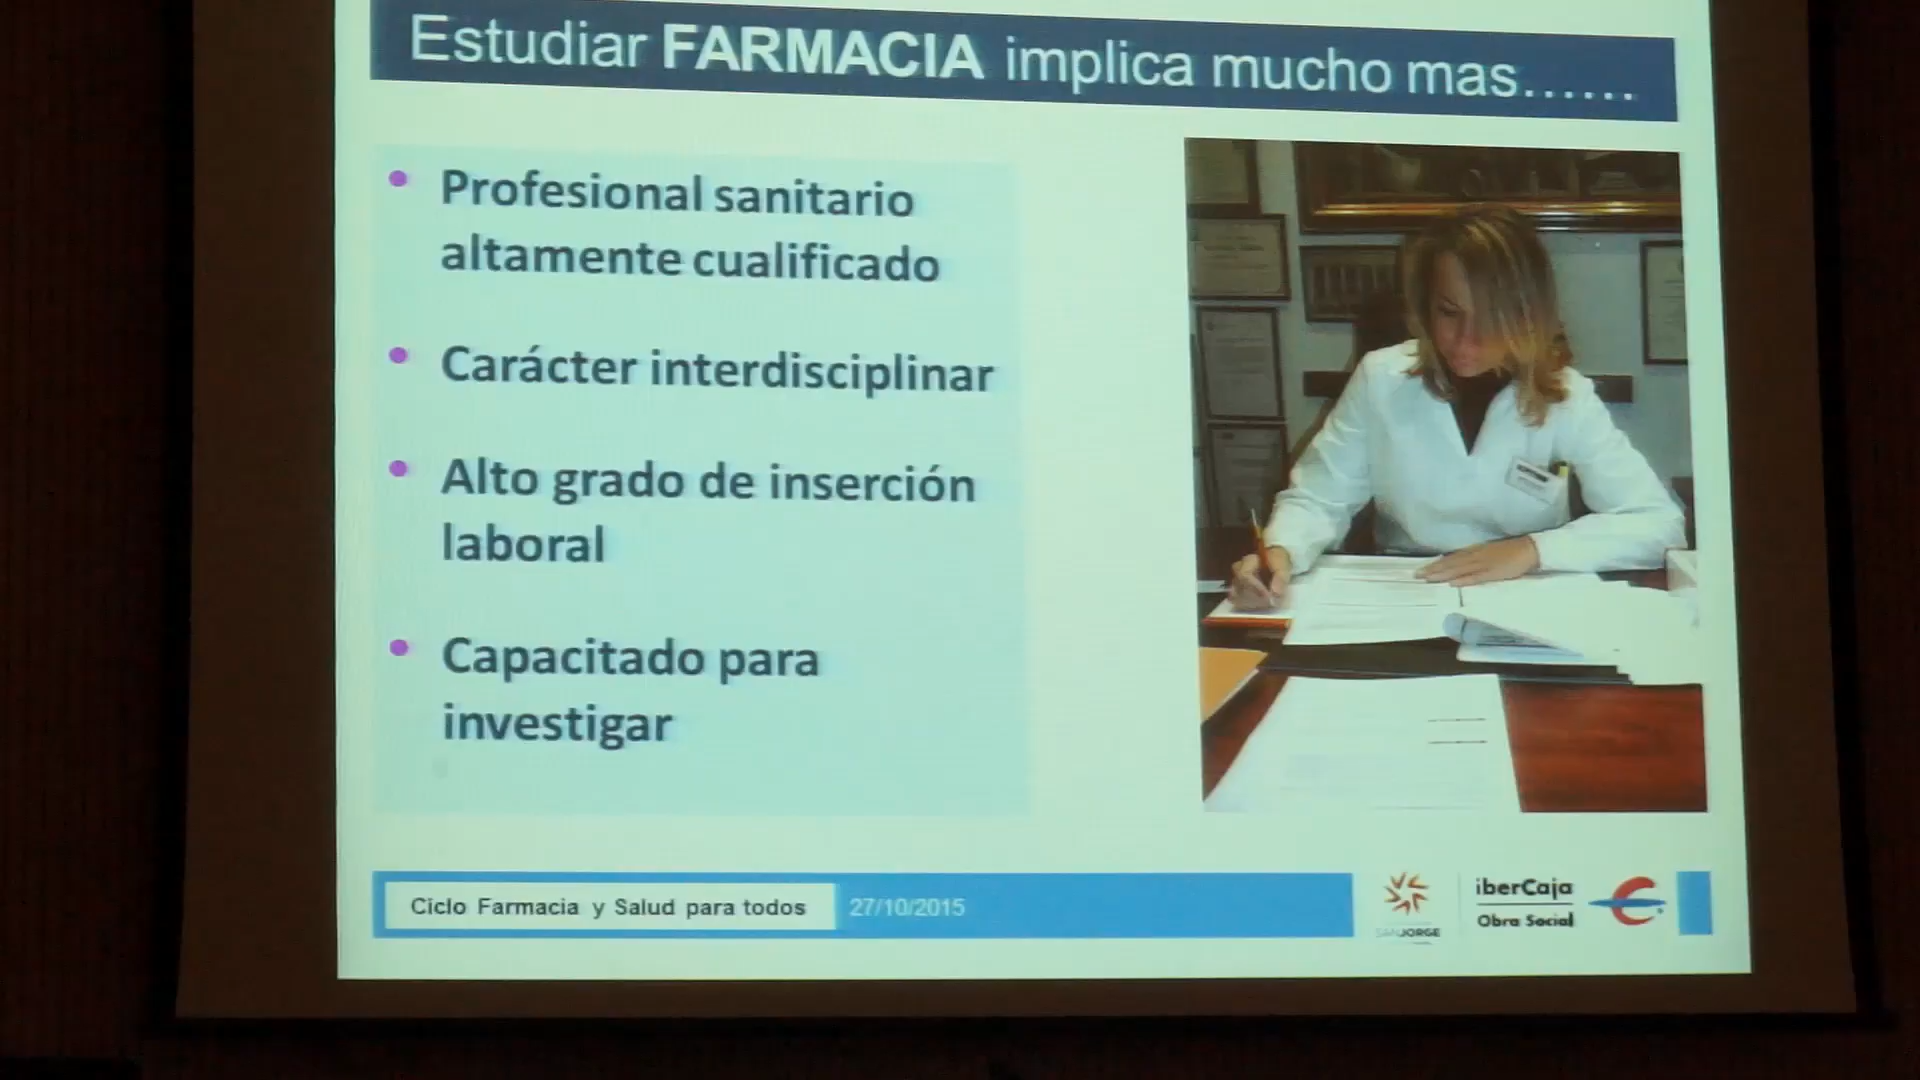 Estudiar FARMACIA implica mucho mas......
• Profesional sanitario
altamente cualificado
• Carácter interdisciplinar
• Alto grado de inserción
laboral
• Capacitado para
investigar
Ciclo Farmacia y Salud para todos
27/10/2015
SANJORGE
iberCaja
Obra Social